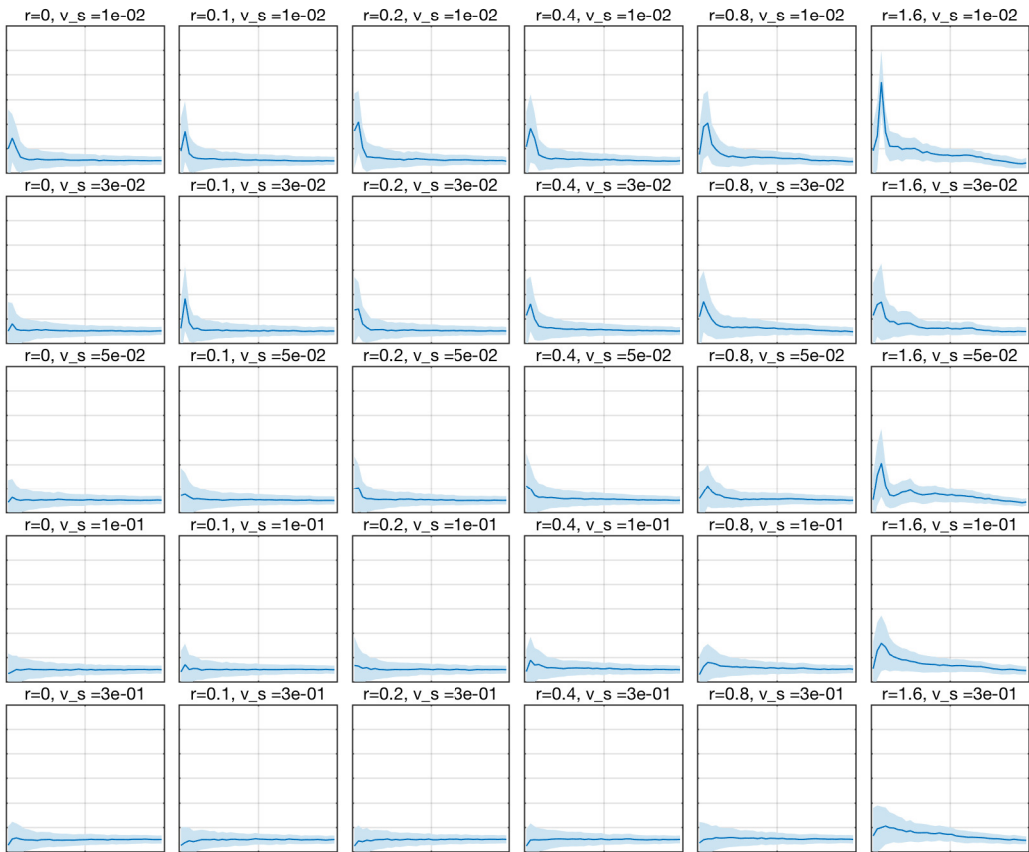 r=0, v_s =1e-02 r=0.1, v_s =1e-02 r=0.2, v_s =1e-02 r=0.4, v_s =1e-02 r=0.8, v_s =1e-02 r=1.6, v_s =1e-02
r=0, v_s =3e-02 r=0.1, v_s =3e-02 r=0.2, v_s =3e-02 r=0.4, v_s =3e-02 r=0.8, v_s =3e-02 r=1.6, v_s =3e-02
r=0, v_s =5e-02 r=0.1, v_s =5e-02 r=0.2, v_s =5e-02 r=0.4, v_s =5e-02 r=0.8, v_s =5e-02 r=1.6, v_s =5e-02
r=0, v_s =1e-01 r=0.1, v_s =1e-01 r=0.2, v_s =1e-01 r=0.4, v_s =1e-01 r=0.8, v_s =1e-01 r=1.6, v_s =1e-01
r=0, v_s =3e-01 r=0.1, v_s =3e-01 r=0.2, v_s =3e-01 r=0.4, v_s =3e-01 r=0.8, v_s =3e-01 r=1.6, v_s =3e-01